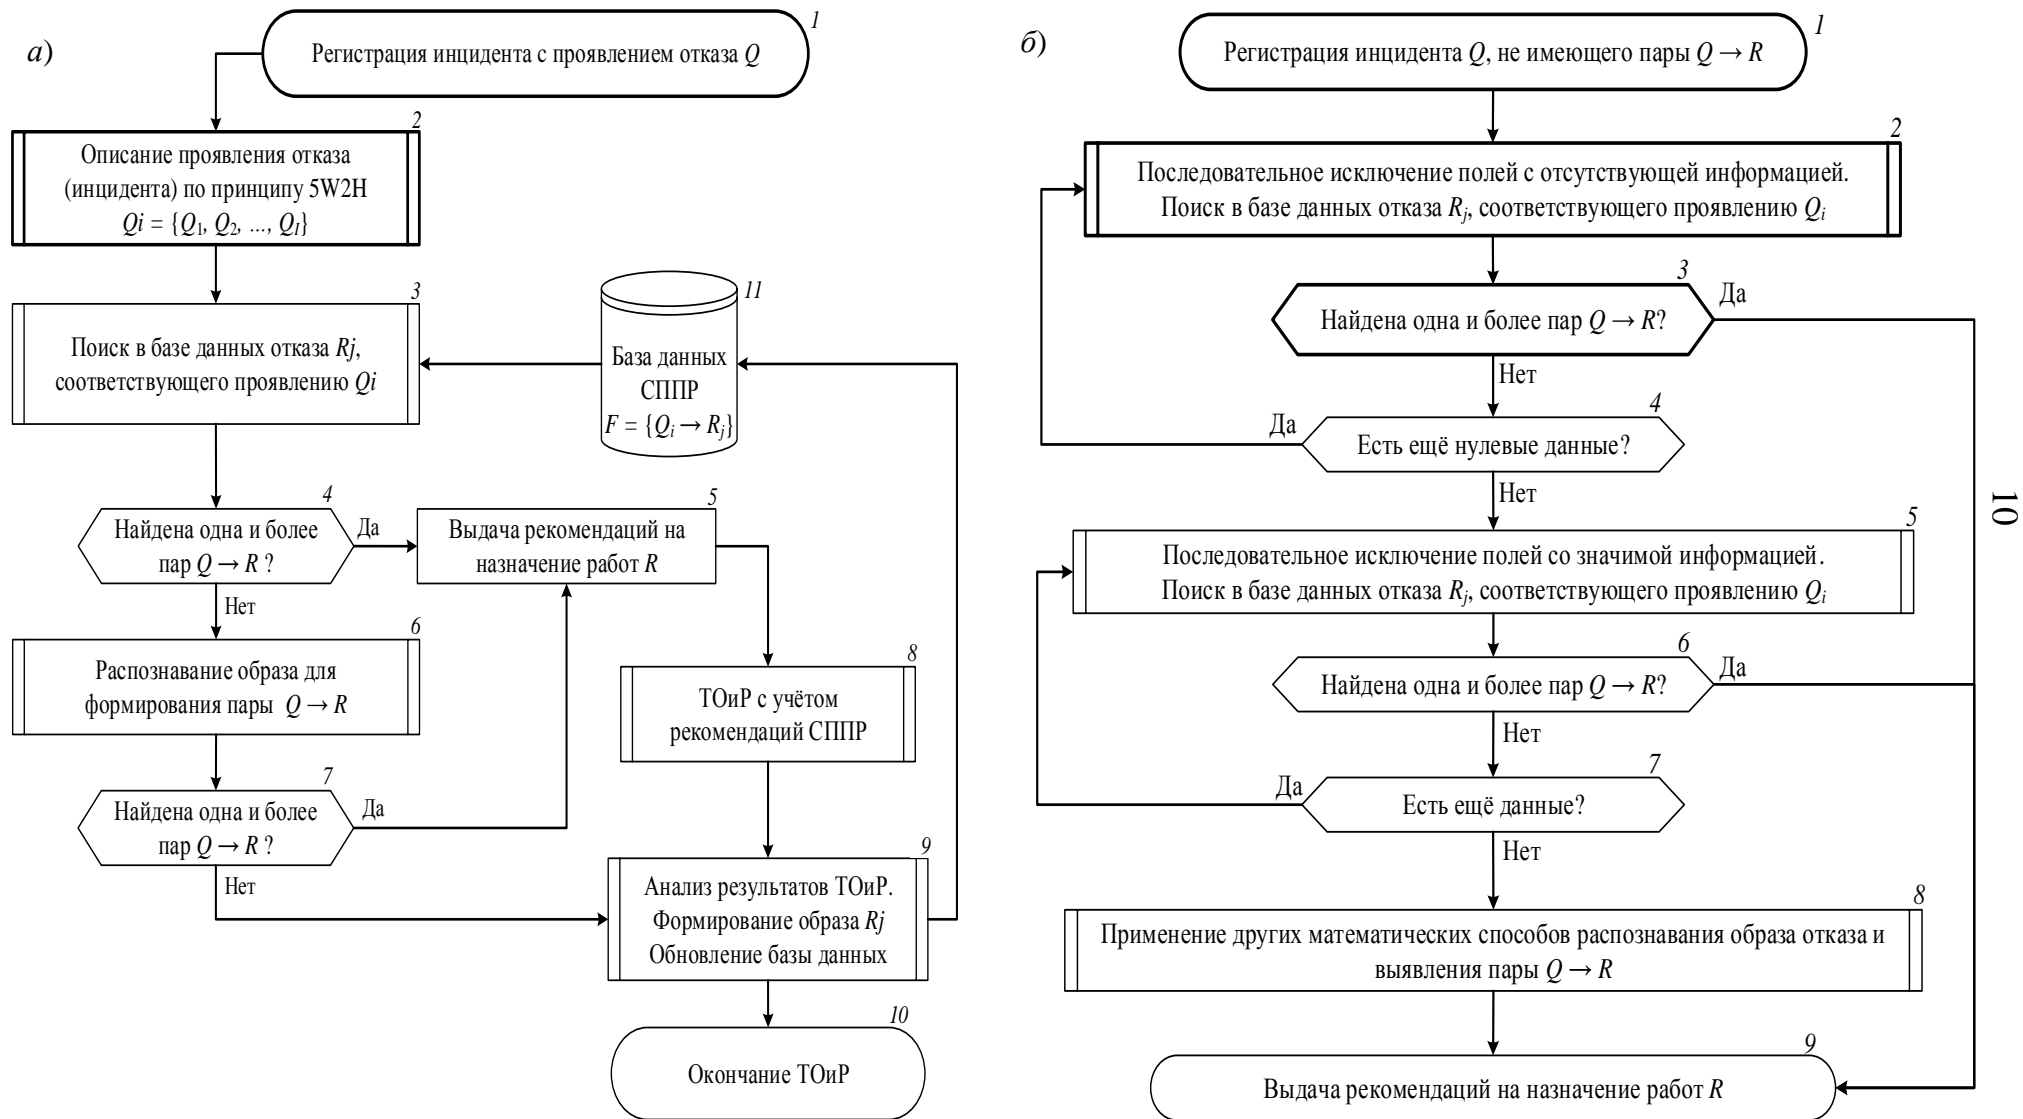 а)
1
Регистрация инцидента с проявлением отказа Q
2
Описание проявления отказа
(инцидента) по принципу 5W2H
Qi = {Q1, Q2, ..., QI}
3
Поиск в базе данных отказа Rj,
соответствующего проявлению Qi
11
База данных
СППР
F = {Qi → Rj}
4
Найдена одна и более
пар Q → R ?
Да
Нет
5
Выдача рекомендаций на
назначение работ R
6
Распознавание образа для
формирования пары Q → R
7
Найдена одна и более
пар Q → R ?
Да
Нет
8
ТОиР с учётом
рекомендаций СППР
9
Анализ результатов ТОиР.
Формирование образа Rj
Обновление базы данных
10
Окончание ТОиР
б)
1
Регистрация инцидента Q, не имеющего пары Q → R
2
Последовательное исключение полей с отсутствующей информацией.
Поиск в базе данных отказа Rj, соответствующего проявлению Qi
3
Найдена одна и более пар Q → R?
Да
Нет
4
Есть ещё нулевые данные?
Да
Нет
5
Последовательное исключение полей со значимой информацией.
Поиск в базе данных отказа Rj, соответствующего проявлению Qi
6
Найдена одна и более пар Q → R?
Да
Нет
7
Есть ещё данные?
Да
Нет
8
Применение других математических способов распознавания образа отказа и
выявления пары Q → R
9
Выдача рекомендаций на назначение работ R
10